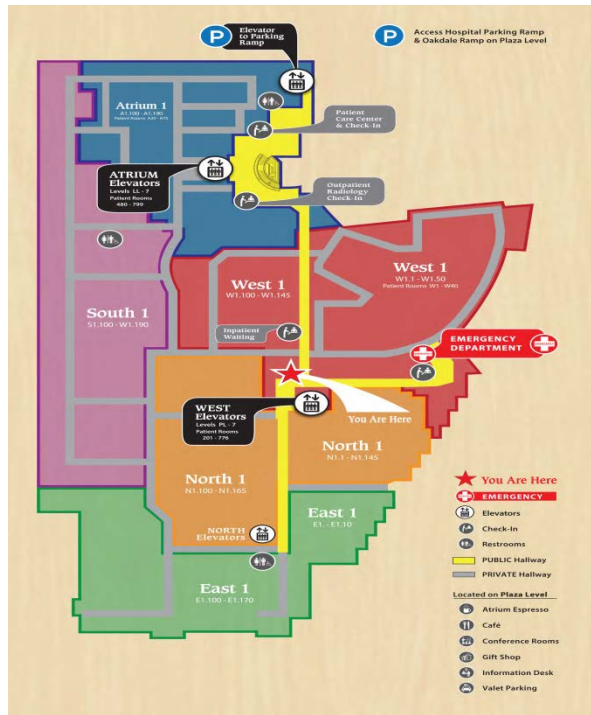 P
Elevator
to Parking
Ramp
P
Access Hospital Parking Ramp
& Oakdale Ramp on Plaza Level
Atrium 1
A1.100 - A1.190
Patient Care Center
& Check-In
ATRIUM
Elevators
Levels LL - 7
Patient Rooms
480 - 799
Outpatient
Radiology
Check-In
West 1
W1.100 - W1.145
West 1
W1.1 - W1.50
Patient Rooms W1 - W40
South 1
S1.100 - W1.190
Inpatient
Waiting
EMERGENCY
DEPARTMENT
You Are Here
WEST
Elevators
Levels PL - 7
Patient Rooms
201 - 776
North 1
N1.1 - N1.145
North 1
N1.100 - N1.165
NORTH
Elevators
East 1
E1. - E1.10
East 1
E1.100 - E1.170
You Are Here
EMERGENCY
Elevators
Check-In
Restrooms
PUBLIC Hallway
PRIVATE Hallway
Located on Plaza Level
Atrium Espresso
Café
Conference Rooms
Gift Shop
Information Desk
Valet Parking